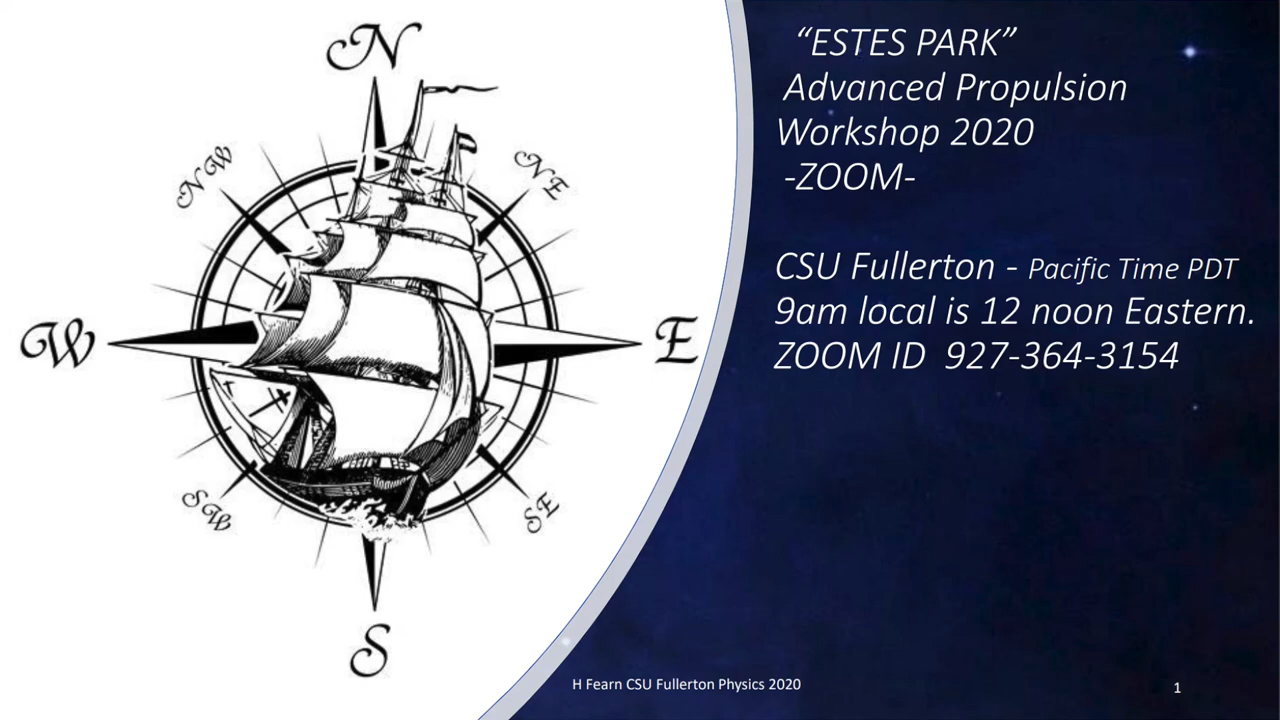 N
NW
NE
W
E
SW
SE
S
“ESTES PARK”
Advanced Propulsion
Workshop 2020
-ZOOM-
CSU Fullerton - Pacific Time PDT
9am local is 12 noon Eastern.
ZOOM ID 927-364-3154
H Fearn CSU Fullerton Physics 2020
1